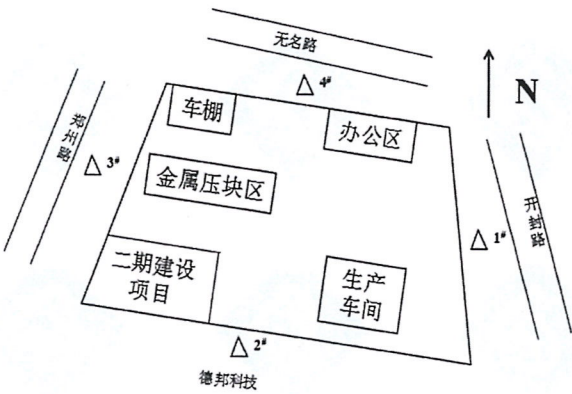 无名路
△4#
N
车棚
办公区
郑州路
△3#
金属压块区
开封路
△1#
二期建设
项目
生产
车间
△2#
德邦科技